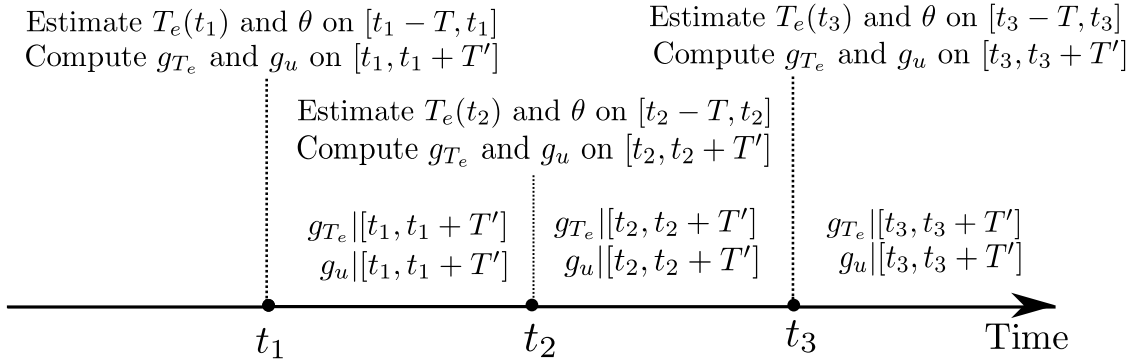 Estimate $T_e(t_1)$ and $\theta$ on $[t_1 - T, t_1]$
Compute $g_{T_e}$ and $g_u$ on $[t_1, t_1 + T']$
Estimate $T_e(t_3)$ and $\theta$ on $[t_3 - T, t_3]$
Compute $g_{T_e}$ and $g_u$ on $[t_3, t_3 + T']$
Estimate $T_e(t_2)$ and $\theta$ on $[t_2 - T, t_2]$
Compute $g_{T_e}$ and $g_u$ on $[t_2, t_2 + T']$
$g_{T_e}|[t_1, t_1 + T']$
$g_u|[t_1, t_1 + T']$
$g_{T_e}|[t_2, t_2 + T']$
$g_u|[t_2, t_2 + T']$
$g_{T_e}|[t_3, t_3 + T']$
$g_u|[t_3, t_3 + T']$
$t_1$
$t_2$
$t_3$
Time